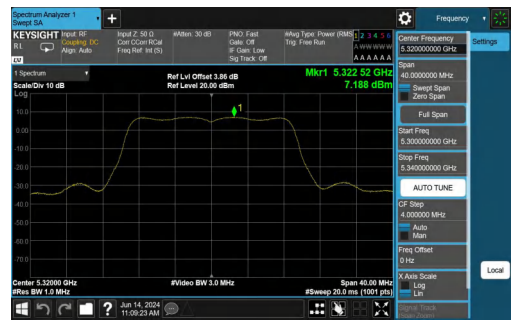 Spectrum Analyzer 1
Swept SA
Frequency
KEYSIGHT
RL
Input: RF
Coupling: DC
Align: Auto
Input Z: 50 Ω
Corr CCorr RCal
Freq Ref: Int (S)
#Atten: 30 dB
PNO: Fast
Gate: Off
IF Gain: Low
Sig Track: Off
#Avg Type: Power (RMS
Trig: Free Run
1 2 3 4 5 6
A W W W W W
A A A A A A
LV
1 Spectrum
Scale/Div 10 dB
Log
Ref Lvl Offset 3.86 dB
Ref Level 20.00 dBm
Mkr1 5.322 52 GHz
7.188 dBm
1
10.0
0.00
-10.0
-20.0
-30.0
-40.0
-50.0
-60.0
-70.0
Center 5.32000 GHz
#Res BW 1.0 MHz
#Video BW 3.0 MHz
Span 40.00 MHz
#Sweep 20.0 ms (1001 pts)
Jun 14, 2024
11:09:23 AM
Center Frequency
5.320000000 GHz
Span
40.0000000 MHz
Swept Span
Zero Span
Full Span
Start Freq
5.300000000 GHz
Stop Freq
5.340000000 GHz
AUTO TUNE
CF Step
4.000000 MHz
Auto
Man
Freq Offset
0 Hz
X Axis Scale
Log
Lin
Signal Track
Settings
Local